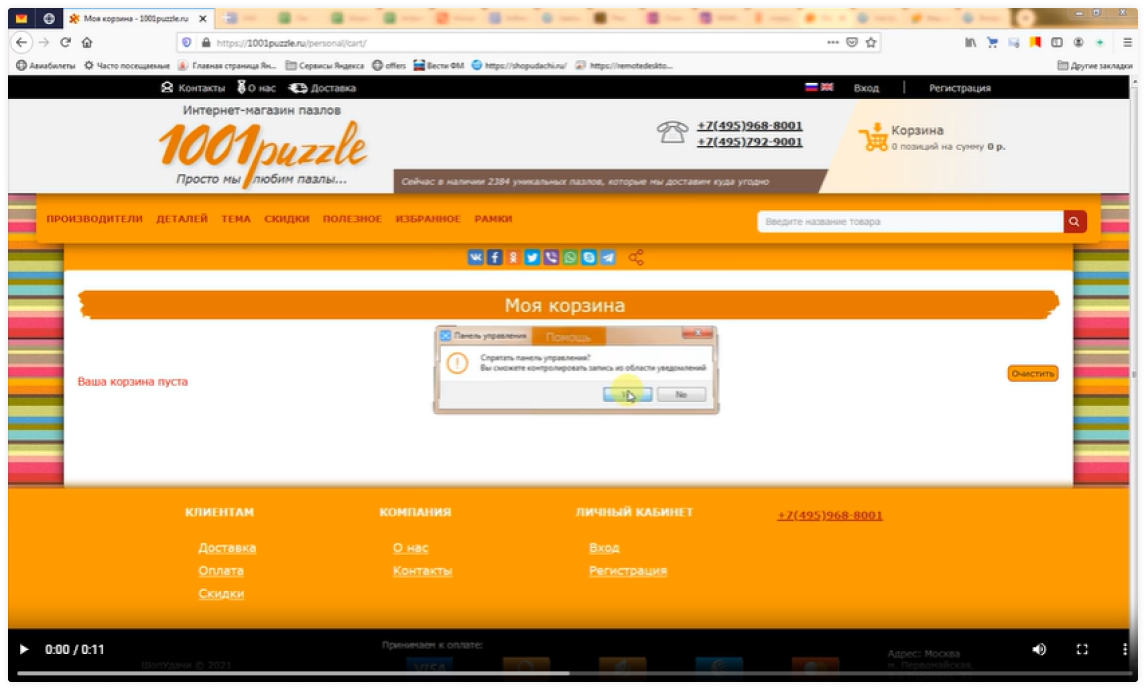 Моя корзина - 1001puzzle.ru
https://1001puzzle.ru/personal/cart/
Авиабилеты Часто посещаемые Главная страница Ян... Сервисы Яндекса offers Вести ФМ https://shopudachi.ru/ https://remotedeskto... Другие закладки
Контакты О нас Доставка Вход | Регистрация
Интернет-магазин пазлов
1001puzzle
Просто мы любим пазлы...
+7(495)968-8001
+7(495)792-9001
Корзина
0 позиций на сумму 0 р.
Сейчас в наличии 2384 уникальных пазлов, которые мы доставим куда угодно
ПРОИЗВОДИТЕЛИ ДЕТАЛЕЙ ТЕМА СКИДКИ ПОЛЕЗНОЕ ИЗБРАННОЕ РАМКИ
Введите название товара
Моя корзина
Панель управления
Помощь
Спрятать панель управления?
Вы сможете контролировать запись из области уведомлений
No
Ваша корзина пуста
Очистить
КЛИЕНТАМ КОМПАНИЯ ЛИЧНЫЙ КАБИНЕТ +7(495)968-8001
Доставка О нас Вход
Оплата Контакты Регистрация
Скидки
Принимаем к оплате:
0:00 / 0:11
ШопУдачи © 2021
VISA
Адрес: Москва
м. Первомайская,